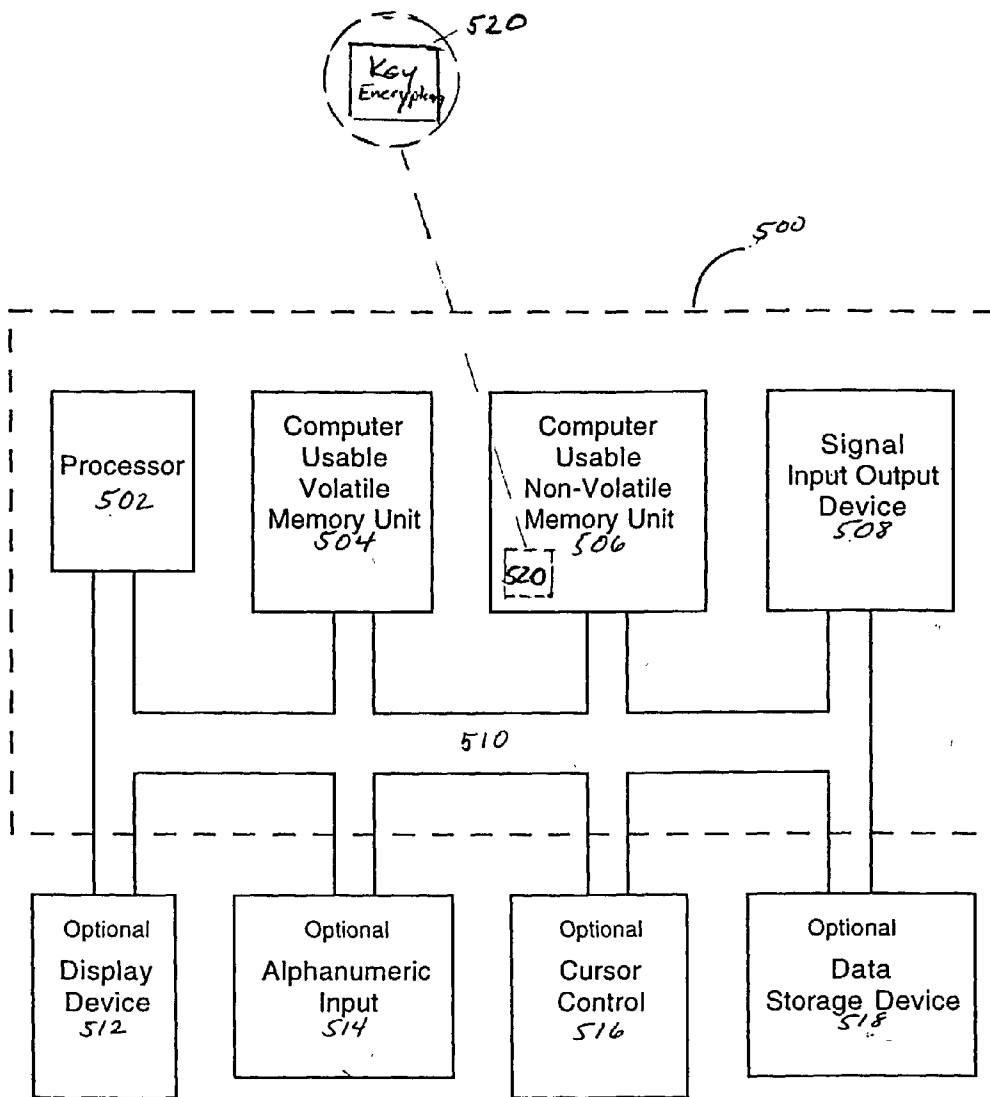 520
Key
Encryption
500
Processor
502
Computer
Usable
Volatile
Memory Unit
504
Computer
Usable
Non-Volatile
Memory Unit
506
520
Signal
Input Output
Device
508
510
Optional
Display
Device
512
Optional
Alphanumeric
Input
514
Optional
Cursor
Control
516
Optional
Data
Storage Device
518